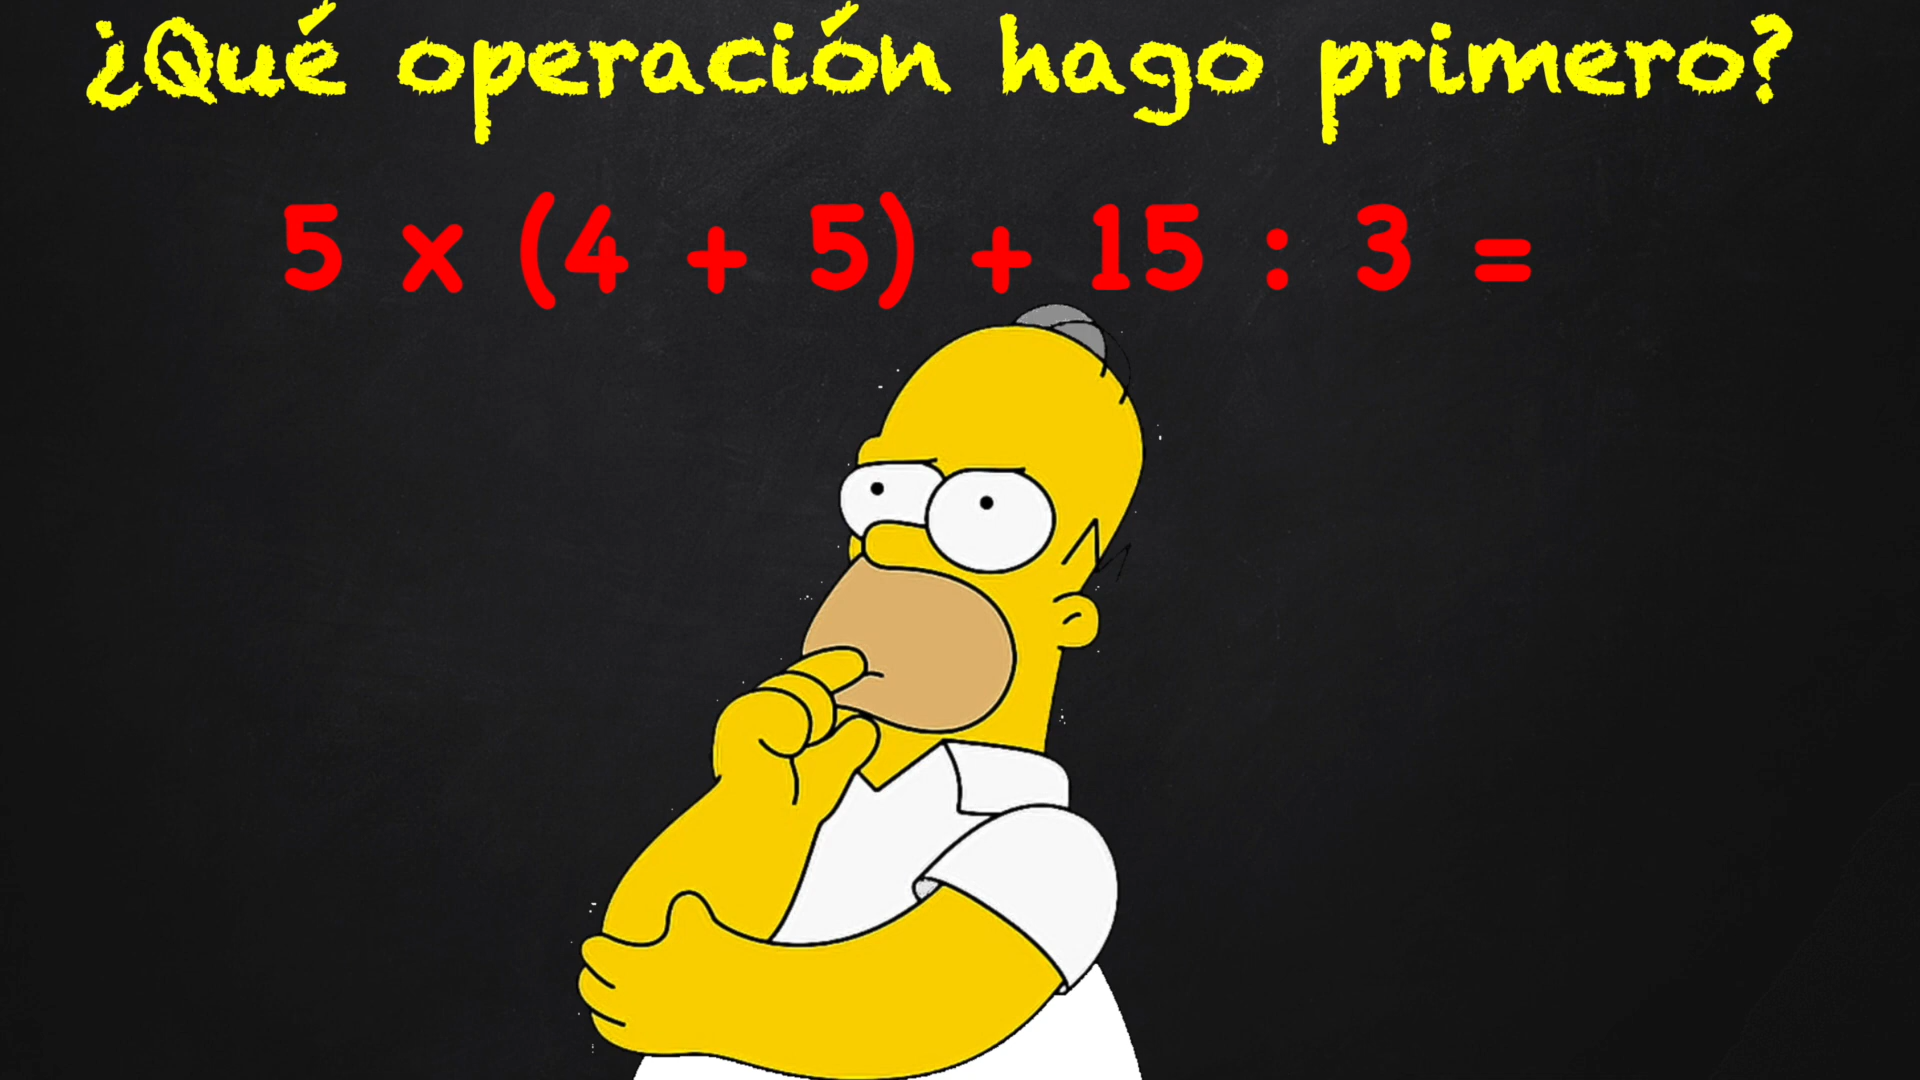 ¿Qué operación hago primero?
5 x (4 + 5) + 15 : 3 =